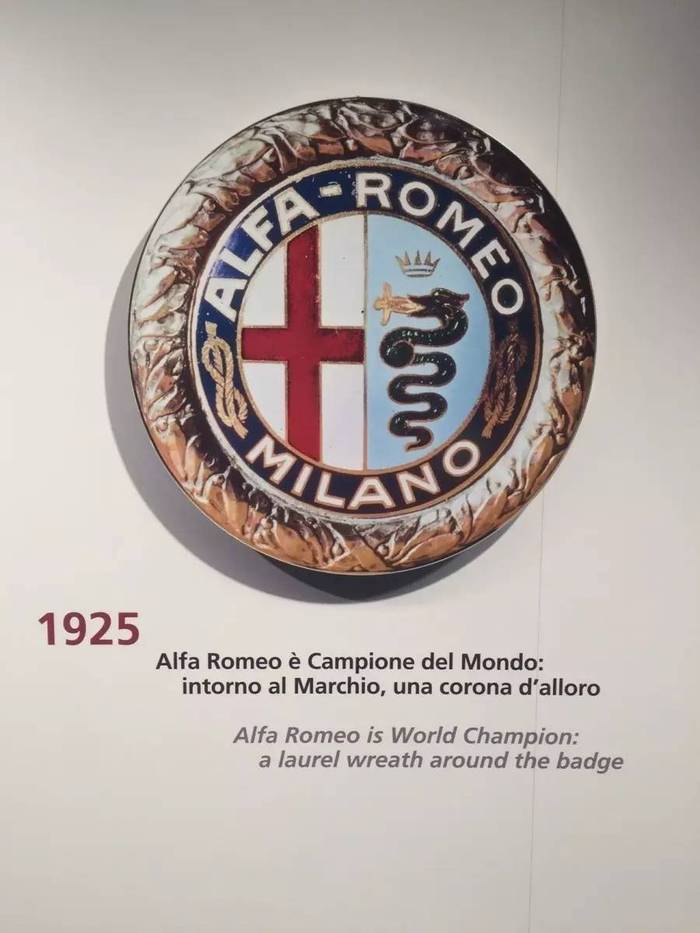 ALFA-ROMEO
MILANO
1925
Alfa Romeo è Campione del Mondo:
intorno al Marchio, una corona d'alloro
Alfa Romeo is World Champion:
a laurel wreath around the badge